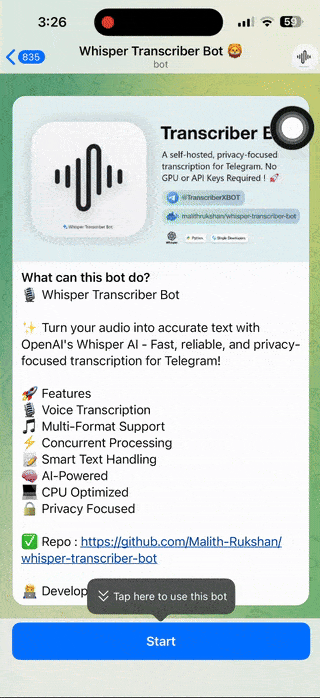 3:26
59
835
Whisper Transcriber Bot 🦁
bot
Transcriber B
A self-hosted, privacy-focused
transcription for Telegram. No
GPU or API Keys Required ! 🚀
@TranscriberXBOT
malithrukshan/whisper-transcriber-bot
Whisper Transcriber Bot
Whisper
Python
Single Developers
What can this bot do?
🎙️ Whisper Transcriber Bot
✨ Turn your audio into accurate text with
OpenAI's Whisper AI - Fast, reliable, and privacy-
focused transcription for Telegram!
🚀 Features
🎙️ Voice Transcription
🎵 Multi-Format Support
⚡ Concurrent Processing
📝 Smart Text Handling
🧠 AI-Powered
💻 CPU Optimized
🔒 Privacy Focused
✅ Repo : https://github.com/Malith-Rukshan/
whisper-transcriber-bot
👨‍💻 Develop
Tap here to use this bot
Start